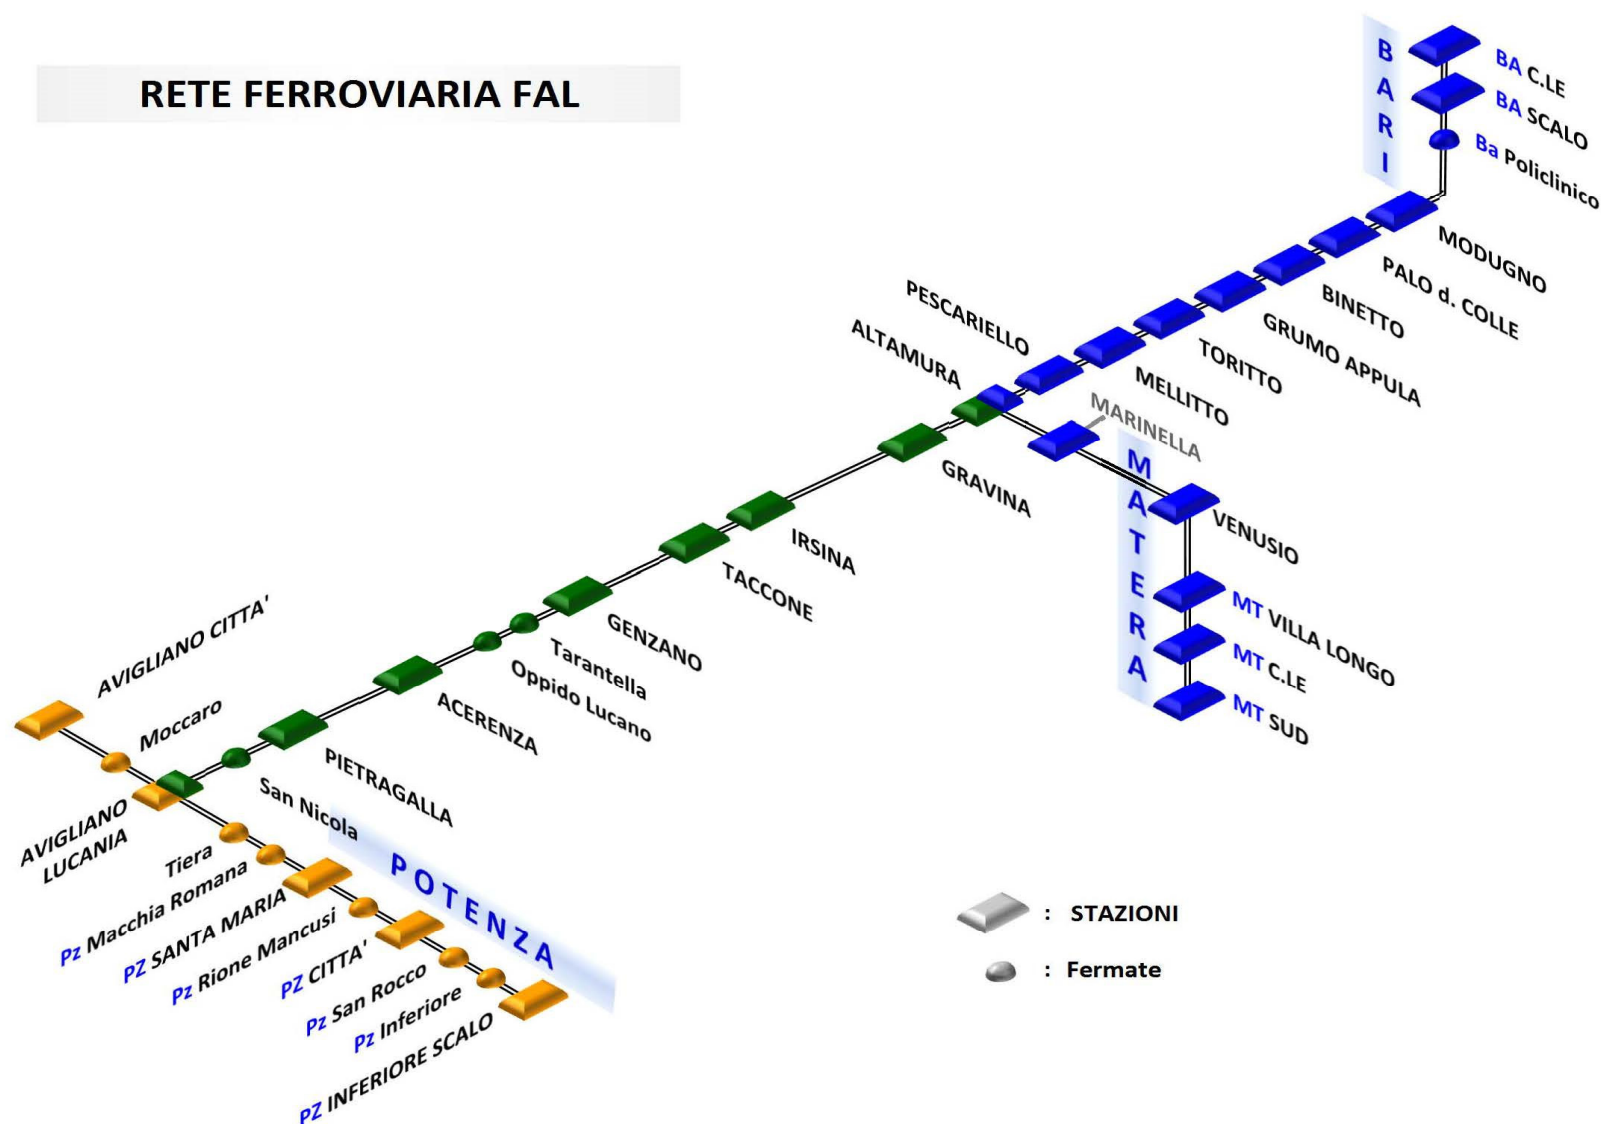 RETE FERROVIARIA FAL
B
A
R
I
BA C.LE
BA SCALO
Ba Policlinico
MODUGNO
PALO d. COLLE
BINETTO
GRUMO APPULA
TORITTO
MELLITTO
PESCARIELLO
ALTAMURA
MARINELLA
M
A
T
E
R
A
VENUSIO
MT VILLA LONGO
MT C.LE
MT SUD
GRAVINA
IRSINA
TACCONE
GENZANO
Tarantella
Oppido Lucano
ACERENZA
PIETRAGALLA
San Nicola
AVIGLIANO CITTA'
Moccaro
AVIGLIANO
LUCANIA
Tiera
Pz Macchia Romana
PZ SANTA MARIA
Pz Rione Mancusi
PZ CITTA'
Pz San Rocco
Pz Inferiore
PZ INFERIORE SCALO
POTENZA
: STAZIONI
: Fermate